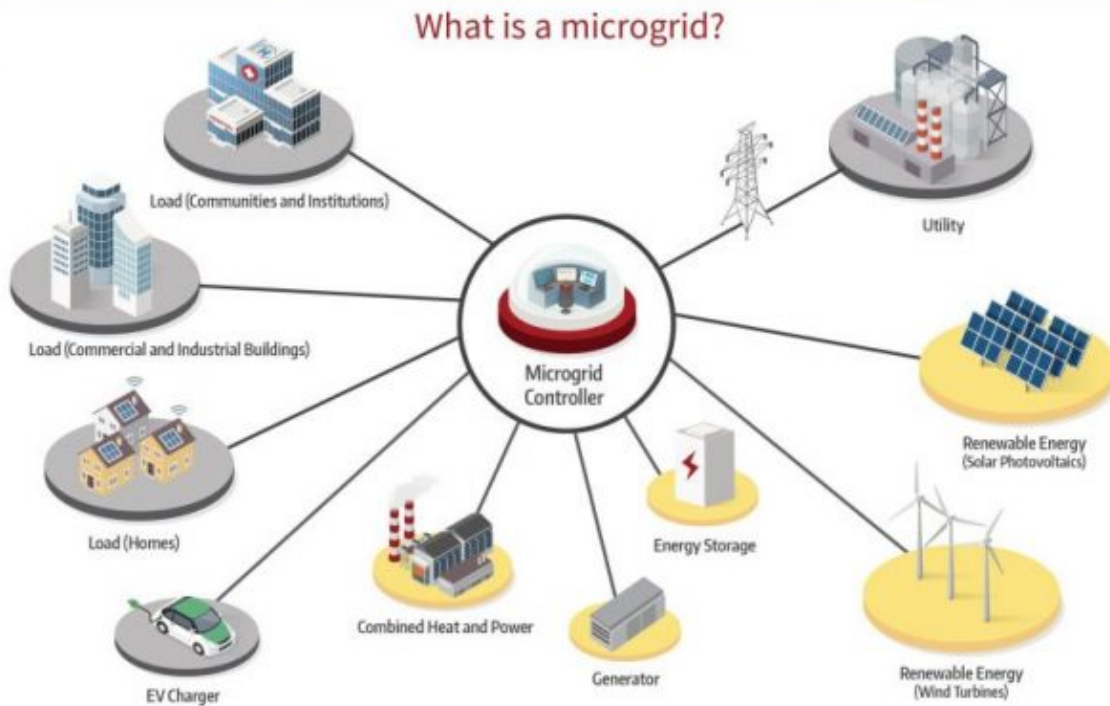 What is a microgrid?
Load (Communities and Institutions)
Utility
Load (Commercial and Industrial Buildings)
Microgrid
Controller
Renewable Energy
(Solar Photovoltaics)
Load (Homes)
Energy Storage
Combined Heat and Power
Generator
Renewable Energy
(Wind Turbines)
EV Charger